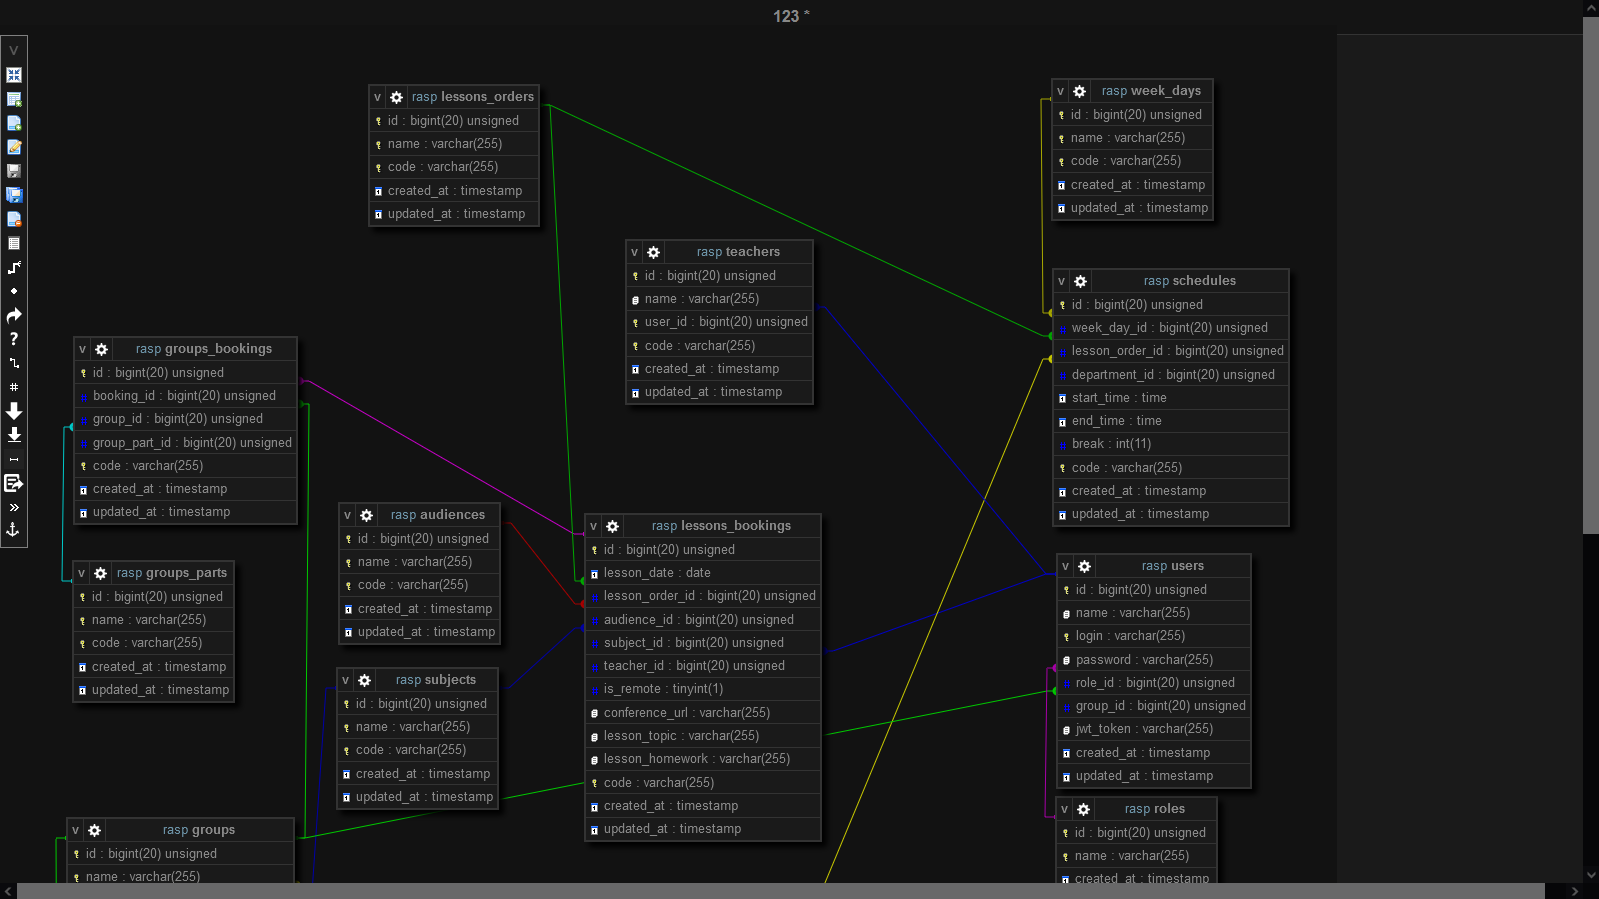 123 *
v
rasp lessons_orders
id : bigint(20) unsigned
name : varchar(255)
code : varchar(255)
created_at : timestamp
updated_at : timestamp
v
rasp week_days
id : bigint(20) unsigned
name : varchar(255)
code : varchar(255)
created_at : timestamp
updated_at : timestamp
v
rasp teachers
id : bigint(20) unsigned
name : varchar(255)
user_id : bigint(20) unsigned
code : varchar(255)
created_at : timestamp
updated_at : timestamp
v
rasp schedules
id : bigint(20) unsigned
week_day_id : bigint(20) unsigned
lesson_order_id : bigint(20) unsigned
department_id : bigint(20) unsigned
start_time : time
end_time : time
break : int(11)
code : varchar(255)
created_at : timestamp
updated_at : timestamp
v
rasp groups_bookings
id : bigint(20) unsigned
booking_id : bigint(20) unsigned
group_id : bigint(20) unsigned
group_part_id : bigint(20) unsigned
code : varchar(255)
created_at : timestamp
updated_at : timestamp
v
rasp audiences
id : bigint(20) unsigned
name : varchar(255)
code : varchar(255)
created_at : timestamp
updated_at : timestamp
v
rasp lessons_bookings
id : bigint(20) unsigned
lesson_date : date
lesson_order_id : bigint(20) unsigned
audience_id : bigint(20) unsigned
subject_id : bigint(20) unsigned
teacher_id : bigint(20) unsigned
is_remote : tinyint(1)
conference_url : varchar(255)
lesson_topic : varchar(255)
lesson_homework : varchar(255)
code : varchar(255)
created_at : timestamp
updated_at : timestamp
v
rasp users
id : bigint(20) unsigned
name : varchar(255)
login : varchar(255)
password : varchar(255)
role_id : bigint(20) unsigned
group_id : bigint(20) unsigned
jwt_token : varchar(255)
created_at : timestamp
updated_at : timestamp
v
rasp groups_parts
id : bigint(20) unsigned
name : varchar(255)
code : varchar(255)
created_at : timestamp
updated_at : timestamp
v
rasp subjects
id : bigint(20) unsigned
name : varchar(255)
code : varchar(255)
created_at : timestamp
updated_at : timestamp
v
rasp roles
id : bigint(20) unsigned
name : varchar(255)
created_at : timestamp
v
rasp groups
id : bigint(20) unsigned
name : varchar(255)